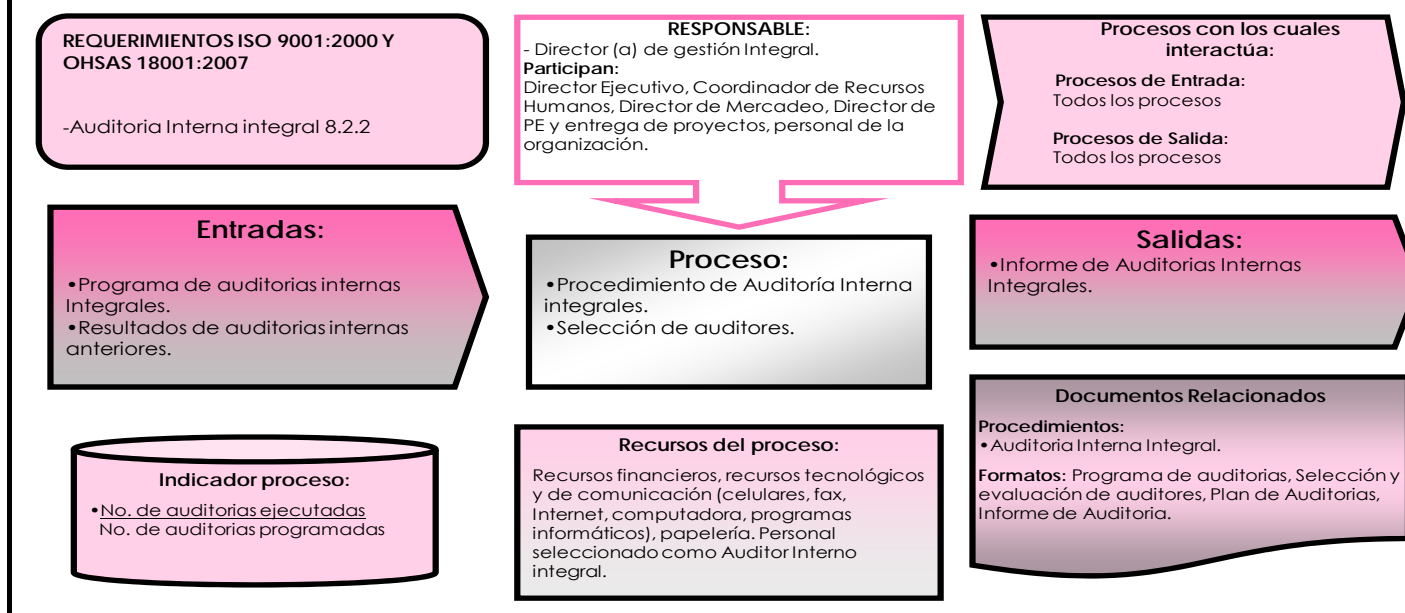 REQUERIMIENTOS ISO 9001:2000 Y
OHSAS 18001:2007
-Auditoria Interna integral 8.2.2
RESPONSABLE:
- Director (a) de gestión Integral.
Participan:
Director Ejecutivo, Coordinador de Recursos
Humanos, Director de Mercadeo, Director de
PE y entrega de proyectos, personal de la
organización.
Procesos con los cuales
interactúa:
Procesos de Entrada:
Todos los procesos
Procesos de Salida:
Todos los procesos
Entradas:
•Programa de auditorias internas
Integrales.
•Resultados de auditorias internas
anteriores.
Proceso:
•Procedimiento de Auditoría Interna
integrales.
•Selección de auditores.
Salidas:
•Informe de Auditorias Internas
Integrales.
Indicador proceso:
•No. de auditorias ejecutadas
No. de auditorias programadas
Recursos del proceso:
Recursos financieros, recursos tecnológicos
y de comunicación (celulares, fax,
Internet, computadora, programas
informáticos), papelería. Personal
seleccionado como Auditor Interno
integral.
Documentos Relacionados
Procedimientos:
•Auditoria Interna Integral.
Formatos: Programa de auditorias, Selección y
evaluación de auditores, Plan de Auditorias,
Informe de Auditoria.